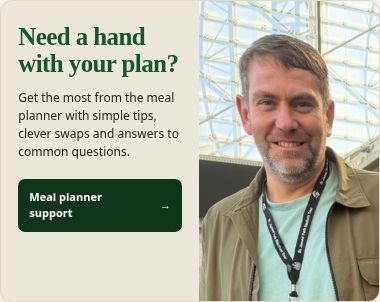 Need a hand
with your plan?
Get the most from the meal
planner with simple tips,
clever swaps and answers to
common questions.
Meal planner
support →